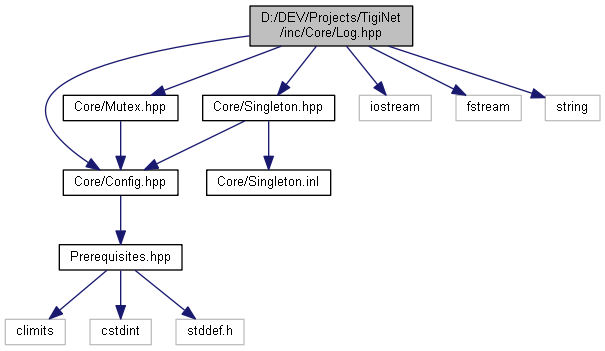 D:/DEV/Projects/TigiNet
/inc/Core/Log.hpp
Core/Mutex.hpp
Core/Singleton.hpp
iostream
fstream
string
Core/Config.hpp
Core/Singleton.inl
Prerequisites.hpp
climits
cstdint
stddef.h